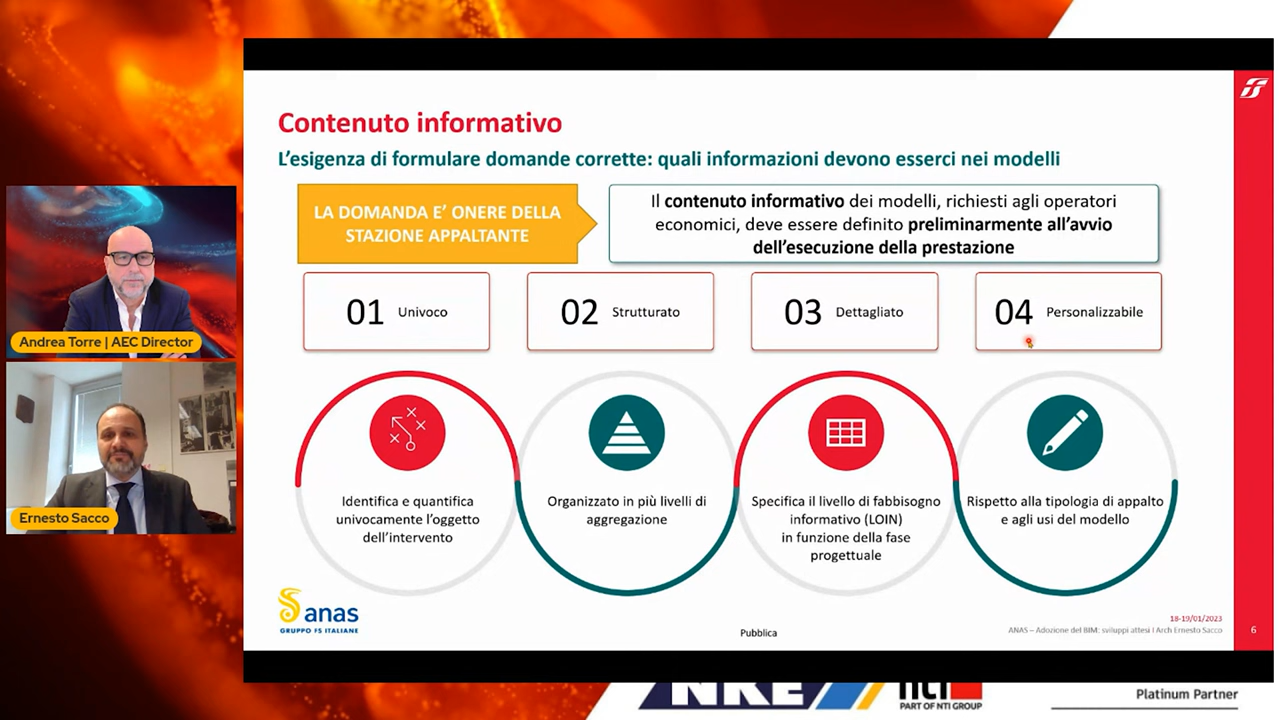 Contenuto informativo
L'esigenza di formulare domande corrette: quali informazioni devono esserci nei modelli
LA DOMANDA E' ONERE DELLA
STAZIONE APPALTANTE
Il contenuto informativo dei modelli, richiesti agli operatori
economici, deve essere definito preliminarmente all'avvio
dell'esecuzione della prestazione
01 Univoco
02 Strutturato
03 Dettagliato
04 Personalizzabile
Identifica e quantifica
univocamente l'oggetto
dell'intervento
Organizzato in più livelli di
aggregazione
Specifica il livello di fabbisogno
informativo (LOIN)
in funzione della fase
progettuale
Rispetto alla tipologia di appalto
e agli usi del modello
Andrea Torre | AEC Director
Ernesto Sacco
anas
GRUPPO FS ITALIANE
Pubblica
18-19/01/2023
ANAS – Adozione del BIM: sviluppi attesi I Arch Ernesto Sacco
6
nti
PART OF NTI GROUP
Platinum Partner